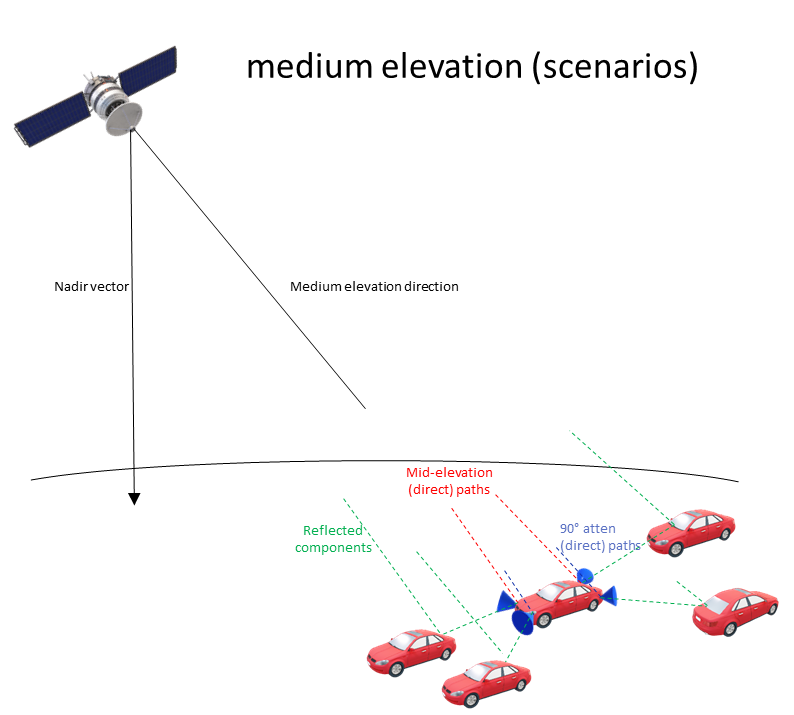 medium elevation (scenarios)
Nadir vector
Medium elevation direction
Mid-elevation
(direct) paths
Reflected
components
90° atten
(direct) paths